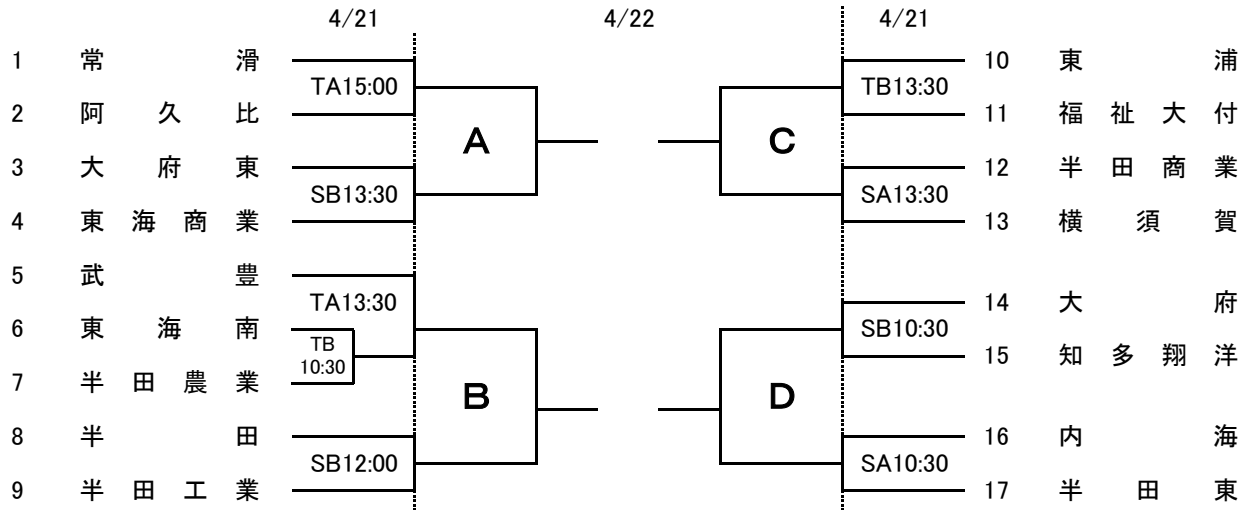 4/21 4/22 4/21
1 常滑 10 東浦
TA15:00 TB13:30
2 阿久比 11 福祉大付
A C
3 大府東 12 半田商業
SB13:30 SA13:30
4 東海商業 13 横須賀
5 武豊
TA13:30 14 大府
6 東海南 SB10:30
TB
10:30 15 知多翔洋
7 半田農業
B D
8 半田 16 内海
SB12:00 SA10:30
9 半田工業 17 半田東